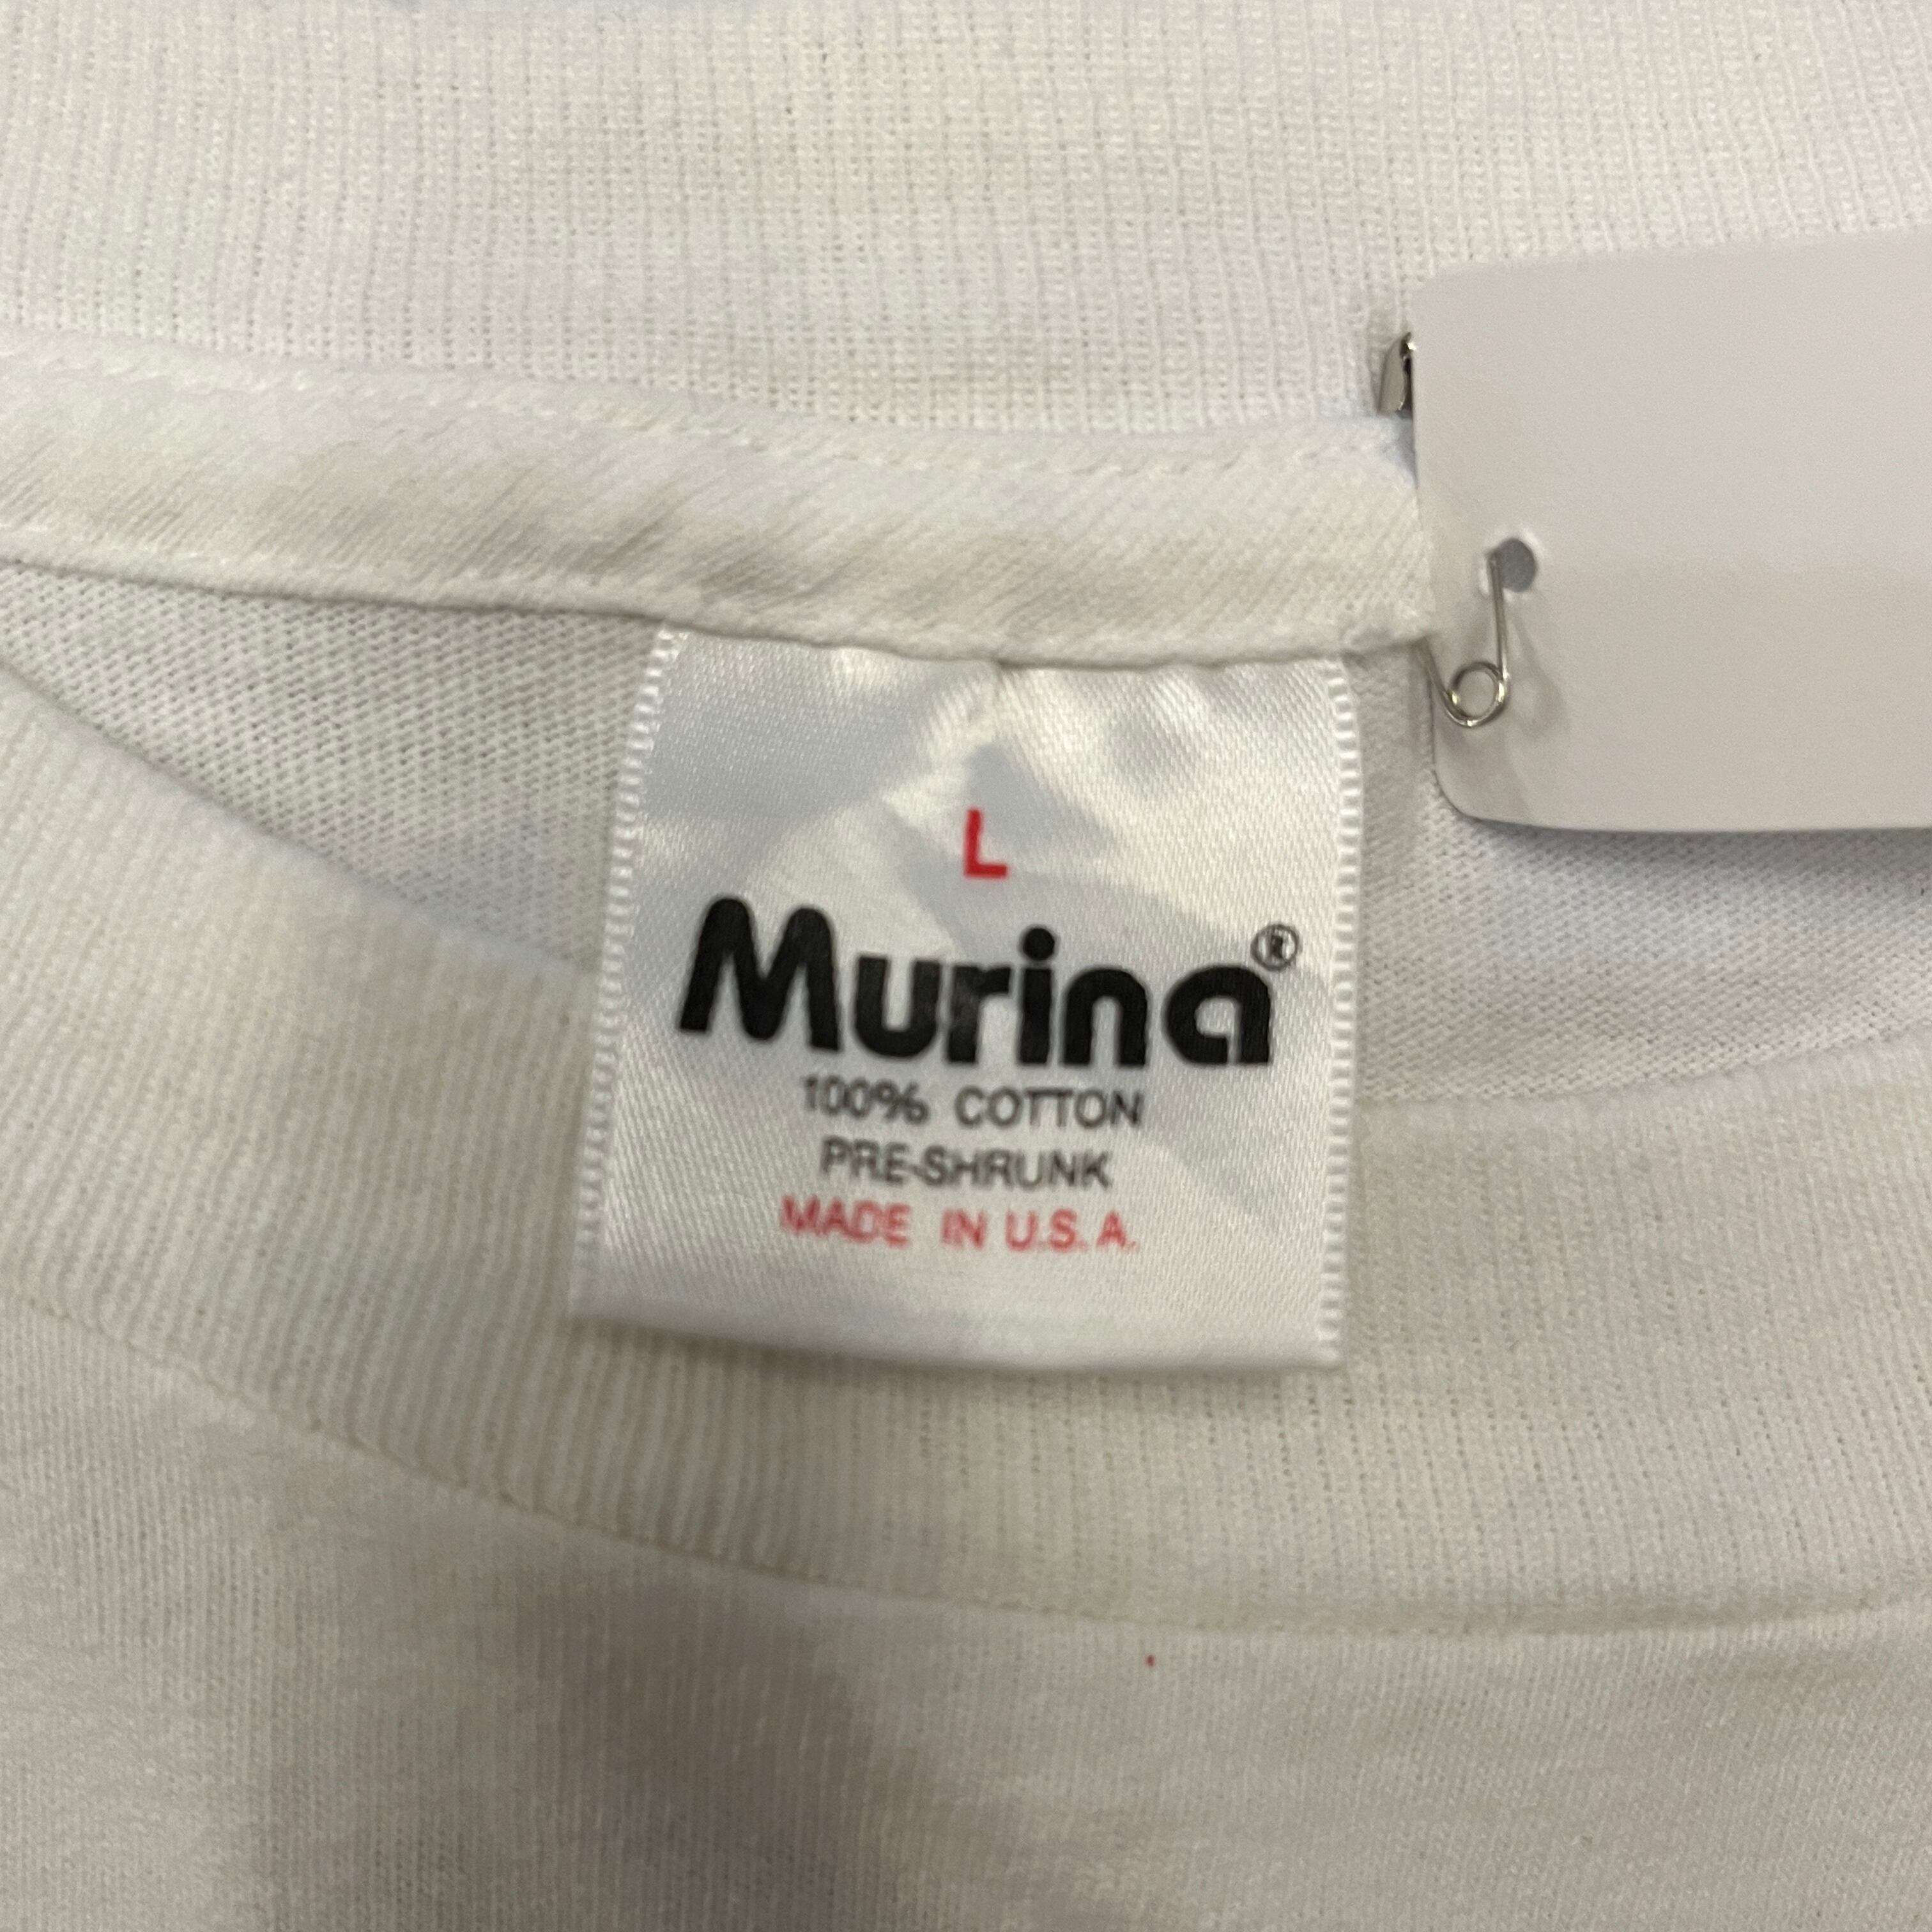 L
Murina®
100% COTTON
PRE-SHRUNK
MADE IN U.S.A.